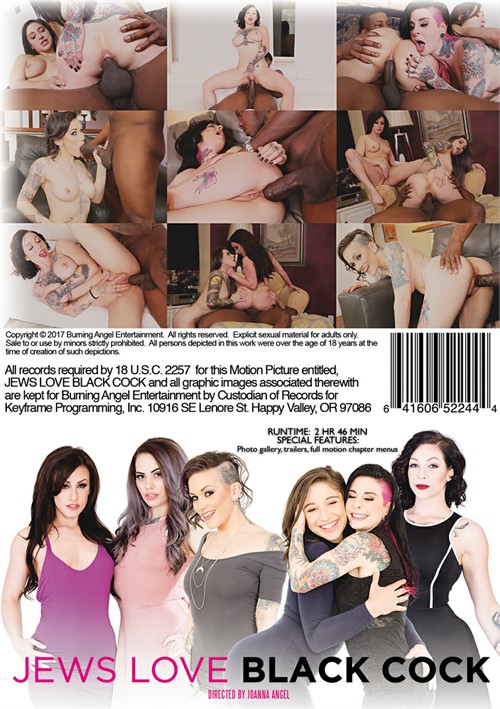 Copyright © 2017 Burning Angel Entertainment. All rights reserved. Explicit sexual material for adults only.
Sale to or use by minors strictly prohibited. All persons depicted in this work were over the age of 18 years at the
time of creation of such depictions.
All records required by 18 U.S.C. 2257 for this Motion Picture entitled,
JEWS LOVE BLACK COCK and all graphic images associated therewith
are kept for Burning Angel Entertainment by Custodian of Records for
Keyframe Programming, Inc. 10916 SE Lenore St. Happy Valley, OR 97086
6 41606 52244 4
RUNTIME: 2 HR 46 MIN
SPECIAL FEATURES:
Photo gallery, trailers, full motion chapter menus
JEWS LOVE BLACK COCK
DIRECTED BY JOANNA ANGEL